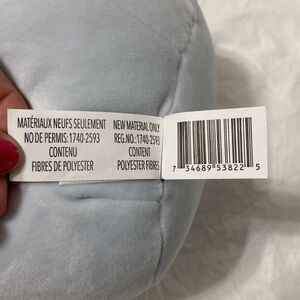 MATÉRIAUX NEUFS SEULEMENT
NO DE PERMIS: 1740-2593
CONTENU
FIBRES DE POLYESTER
NEW MATERIAL ONLY
REG.NO.: 1740-2593
CONTENT
POLYESTER FIBRES
7 34689 53822 5